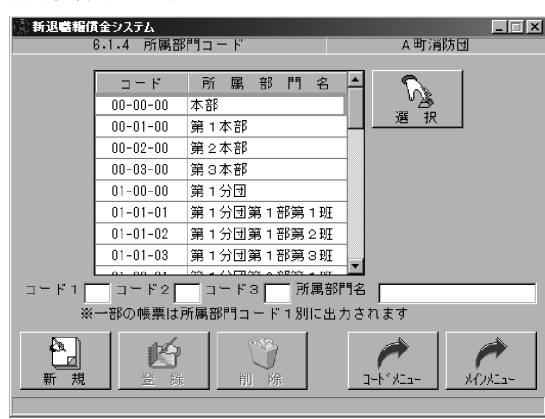 新退職報償金システム
6.1.4 所属部門コード
A町消防団
コード 所属部門名
00-00-00 本部
00-01-00 第1本部
00-02-00 第2本部
00-03-00 第3本部
01-00-00 第1分団
01-01-01 第1分団第1部第1班
01-01-02 第1分団第1部第2班
01-01-03 第1分団第1部第3班
選択
コード1 コード2 コード3 所属部門名
※一部の帳票は所属部門コード1別に出力されます
新規 登録 削除 コードメニュー メインメニュー